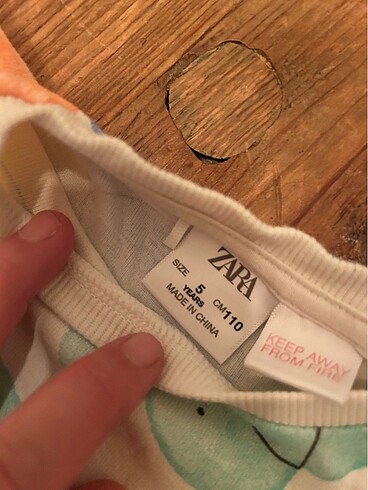 ZARA
SIZE 5 CM 110
YEARS
MADE IN CHINA
KEEP AWAY
FROM FIRE